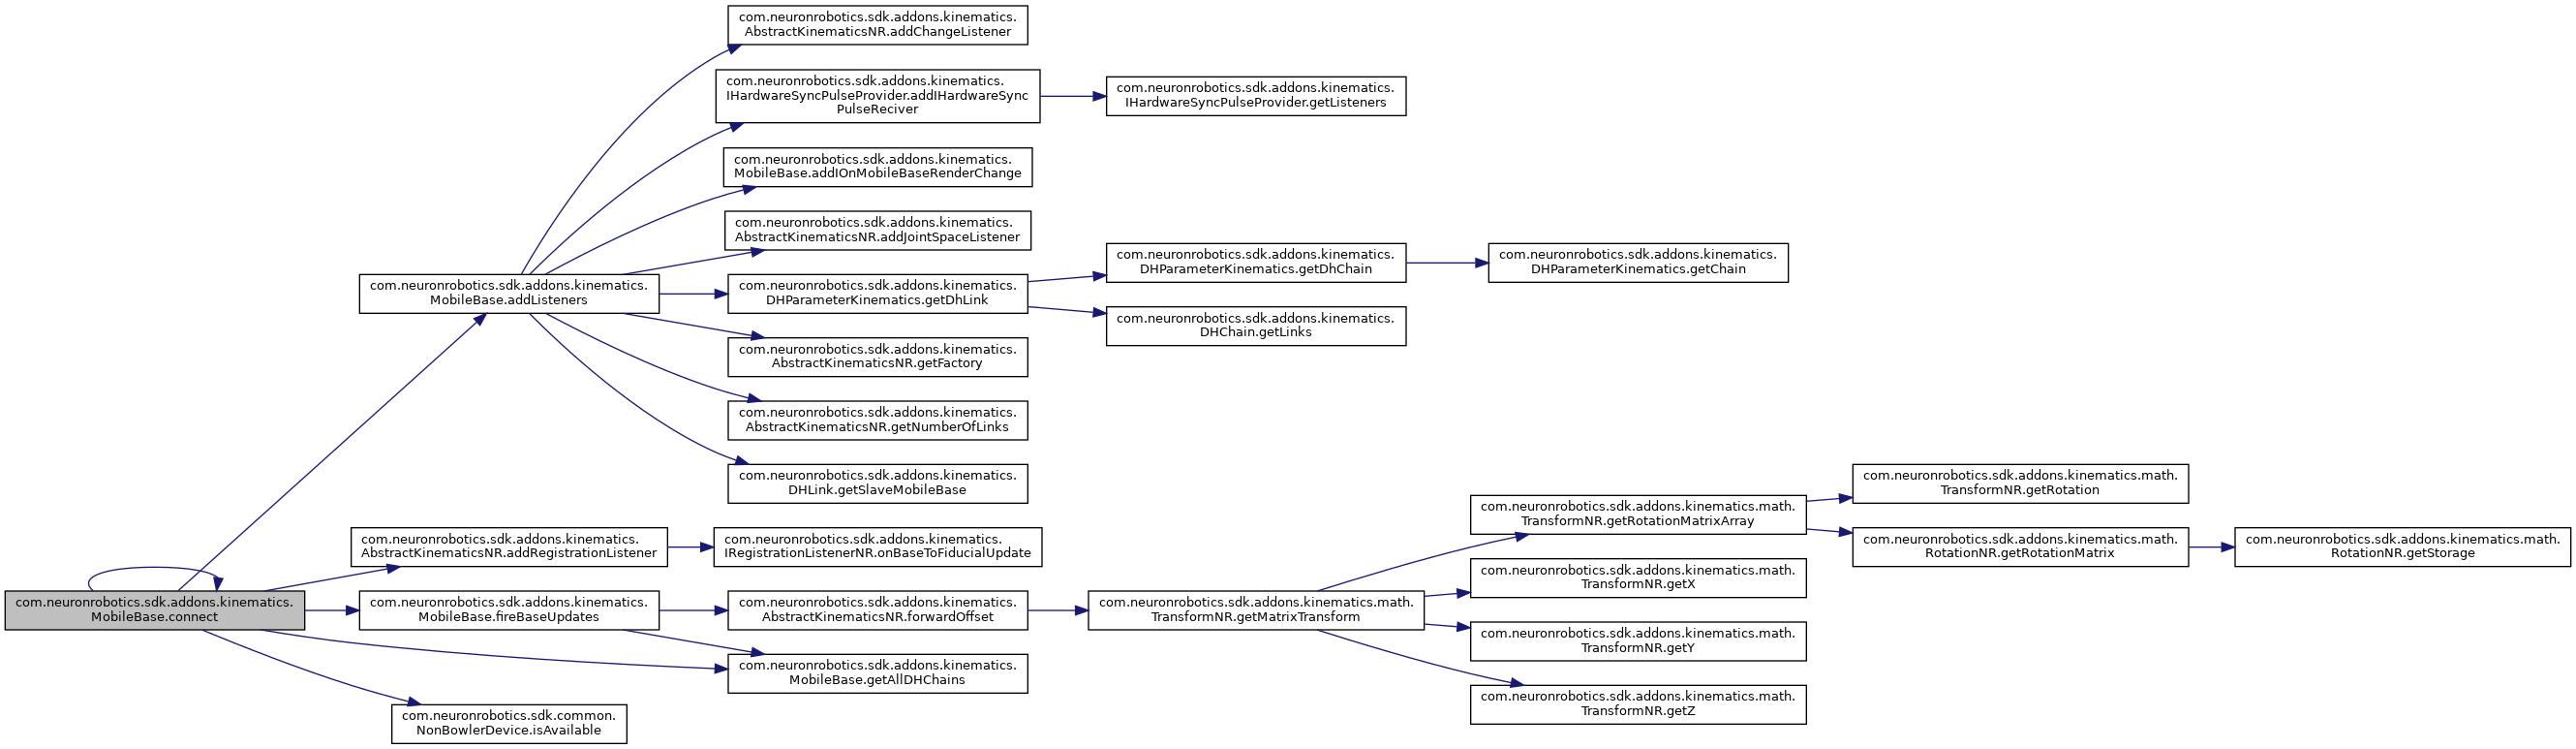 com.neuronrobotics.sdk.addons.kinematics.
AbstractKinematicsNR.addChangeListener
com.neuronrobotics.sdk.addons.kinematics.
IHardwareSyncPulseProvider.addIHardwareSync
PulseReciver
com.neuronrobotics.sdk.addons.kinematics.
IHardwareSyncPulseProvider.getListeners
com.neuronrobotics.sdk.addons.kinematics.
MobileBase.addIOnMobileBaseRenderChange
com.neuronrobotics.sdk.addons.kinematics.
AbstractKinematicsNR.addJointSpaceListener
com.neuronrobotics.sdk.addons.kinematics.
MobileBase.addListeners
com.neuronrobotics.sdk.addons.kinematics.
DHParameterKinematics.getDhLink
com.neuronrobotics.sdk.addons.kinematics.
DHParameterKinematics.getDhChain
com.neuronrobotics.sdk.addons.kinematics.
DHParameterKinematics.getChain
com.neuronrobotics.sdk.addons.kinematics.
DHChain.getLinks
com.neuronrobotics.sdk.addons.kinematics.
AbstractKinematicsNR.getFactory
com.neuronrobotics.sdk.addons.kinematics.
AbstractKinematicsNR.getNumberOfLinks
com.neuronrobotics.sdk.addons.kinematics.
DHLink.getSlaveMobileBase
com.neuronrobotics.sdk.addons.kinematics.
AbstractKinematicsNR.addRegistrationListener
com.neuronrobotics.sdk.addons.kinematics.
IRegistrationListenerNR.onBaseToFiducialUpdate
com.neuronrobotics.sdk.addons.kinematics.
MobileBase.connect
com.neuronrobotics.sdk.addons.kinematics.
MobileBase.fireBaseUpdates
com.neuronrobotics.sdk.addons.kinematics.
AbstractKinematicsNR.forwardOffset
com.neuronrobotics.sdk.addons.kinematics.math.
TransformNR.getMatrixTransform
com.neuronrobotics.sdk.addons.kinematics.math.
TransformNR.getRotationMatrixArray
com.neuronrobotics.sdk.addons.kinematics.math.
TransformNR.getRotation
com.neuronrobotics.sdk.addons.kinematics.math.
RotationNR.getRotationMatrix
com.neuronrobotics.sdk.addons.kinematics.math.
RotationNR.getStorage
com.neuronrobotics.sdk.addons.kinematics.math.
TransformNR.getX
com.neuronrobotics.sdk.addons.kinematics.math.
TransformNR.getY
com.neuronrobotics.sdk.addons.kinematics.math.
TransformNR.getZ
com.neuronrobotics.sdk.addons.kinematics.
MobileBase.getAllDHChains
com.neuronrobotics.sdk.common.
NonBowlerDevice.isAvailable